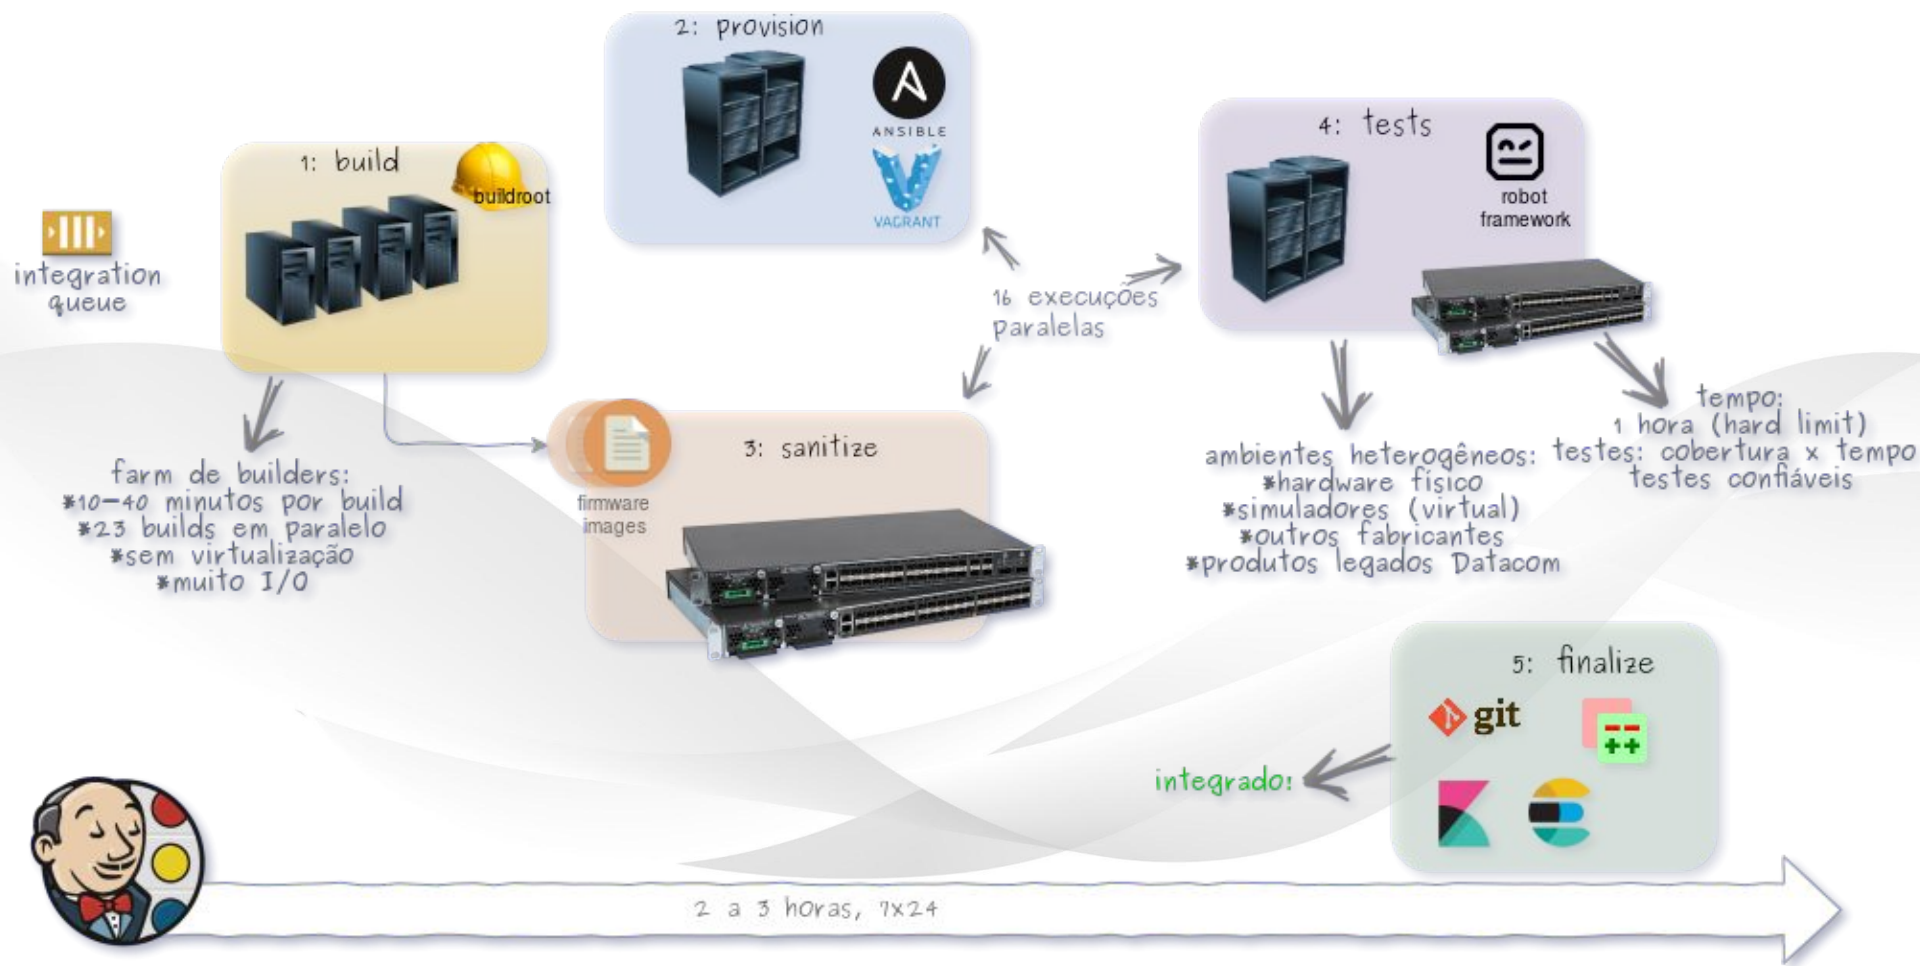 2: provision
ANSIBLE
VAGRANT
1: build
buildroot
integration
queue
4: tests
robot
framework
16 execuções
paralelas
farm de builders:
*10-40 minutos por build
*23 builds em paralelo
*sem virtualização
*muito I/O
3: sanitize
firmware
images
ambientes heterogêneos:
*hardware físico
*simuladores (virtual)
*outros fabricantes
*produtos legados Datacom
tempo:
1 hora (hard limit)
testes: cobertura x tempo
testes confiáveis
5: finalize
git
integrado!
2 a 3 horas, 7x24